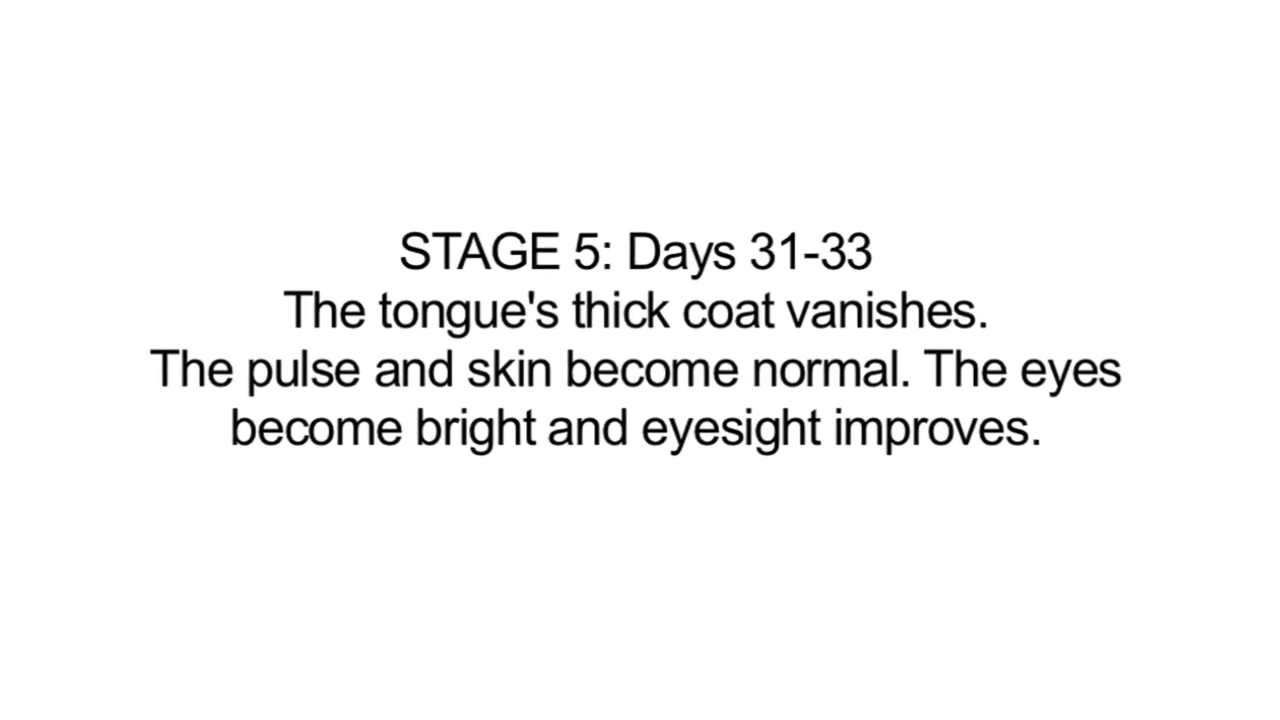 STAGE 5: Days 31-33
The tongue's thick coat vanishes.
The pulse and skin become normal. The eyes
become bright and eyesight improves.